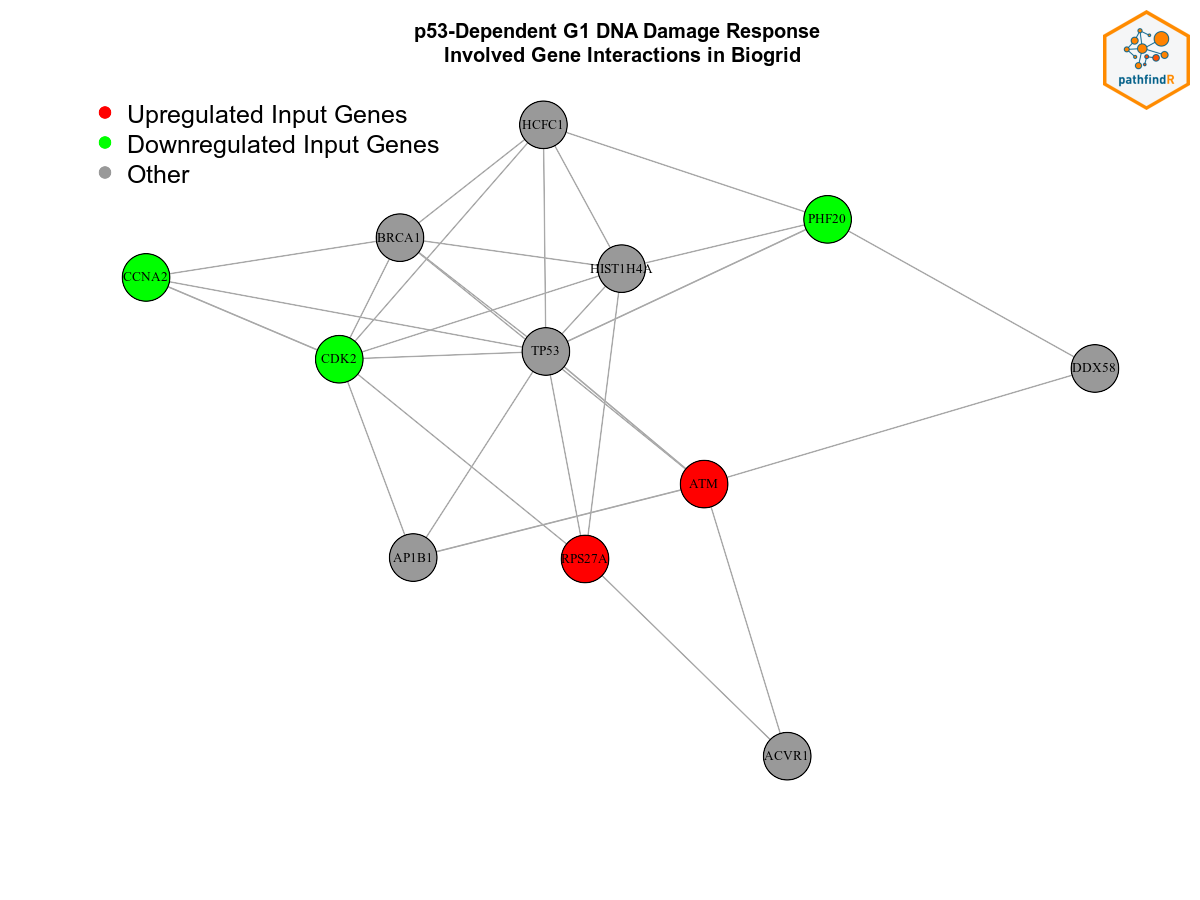 p53-Dependent G1 DNA Damage Response
Involved Gene Interactions in Biogrid
pathfindR
Upregulated Input Genes
Downregulated Input Genes
Other
HCFC1
PHF20
BRCA1
HIST1H4A
CCNA2
TP53
CDK2
DDX58
ATM
AP1B1
RPS27A
ACVR1